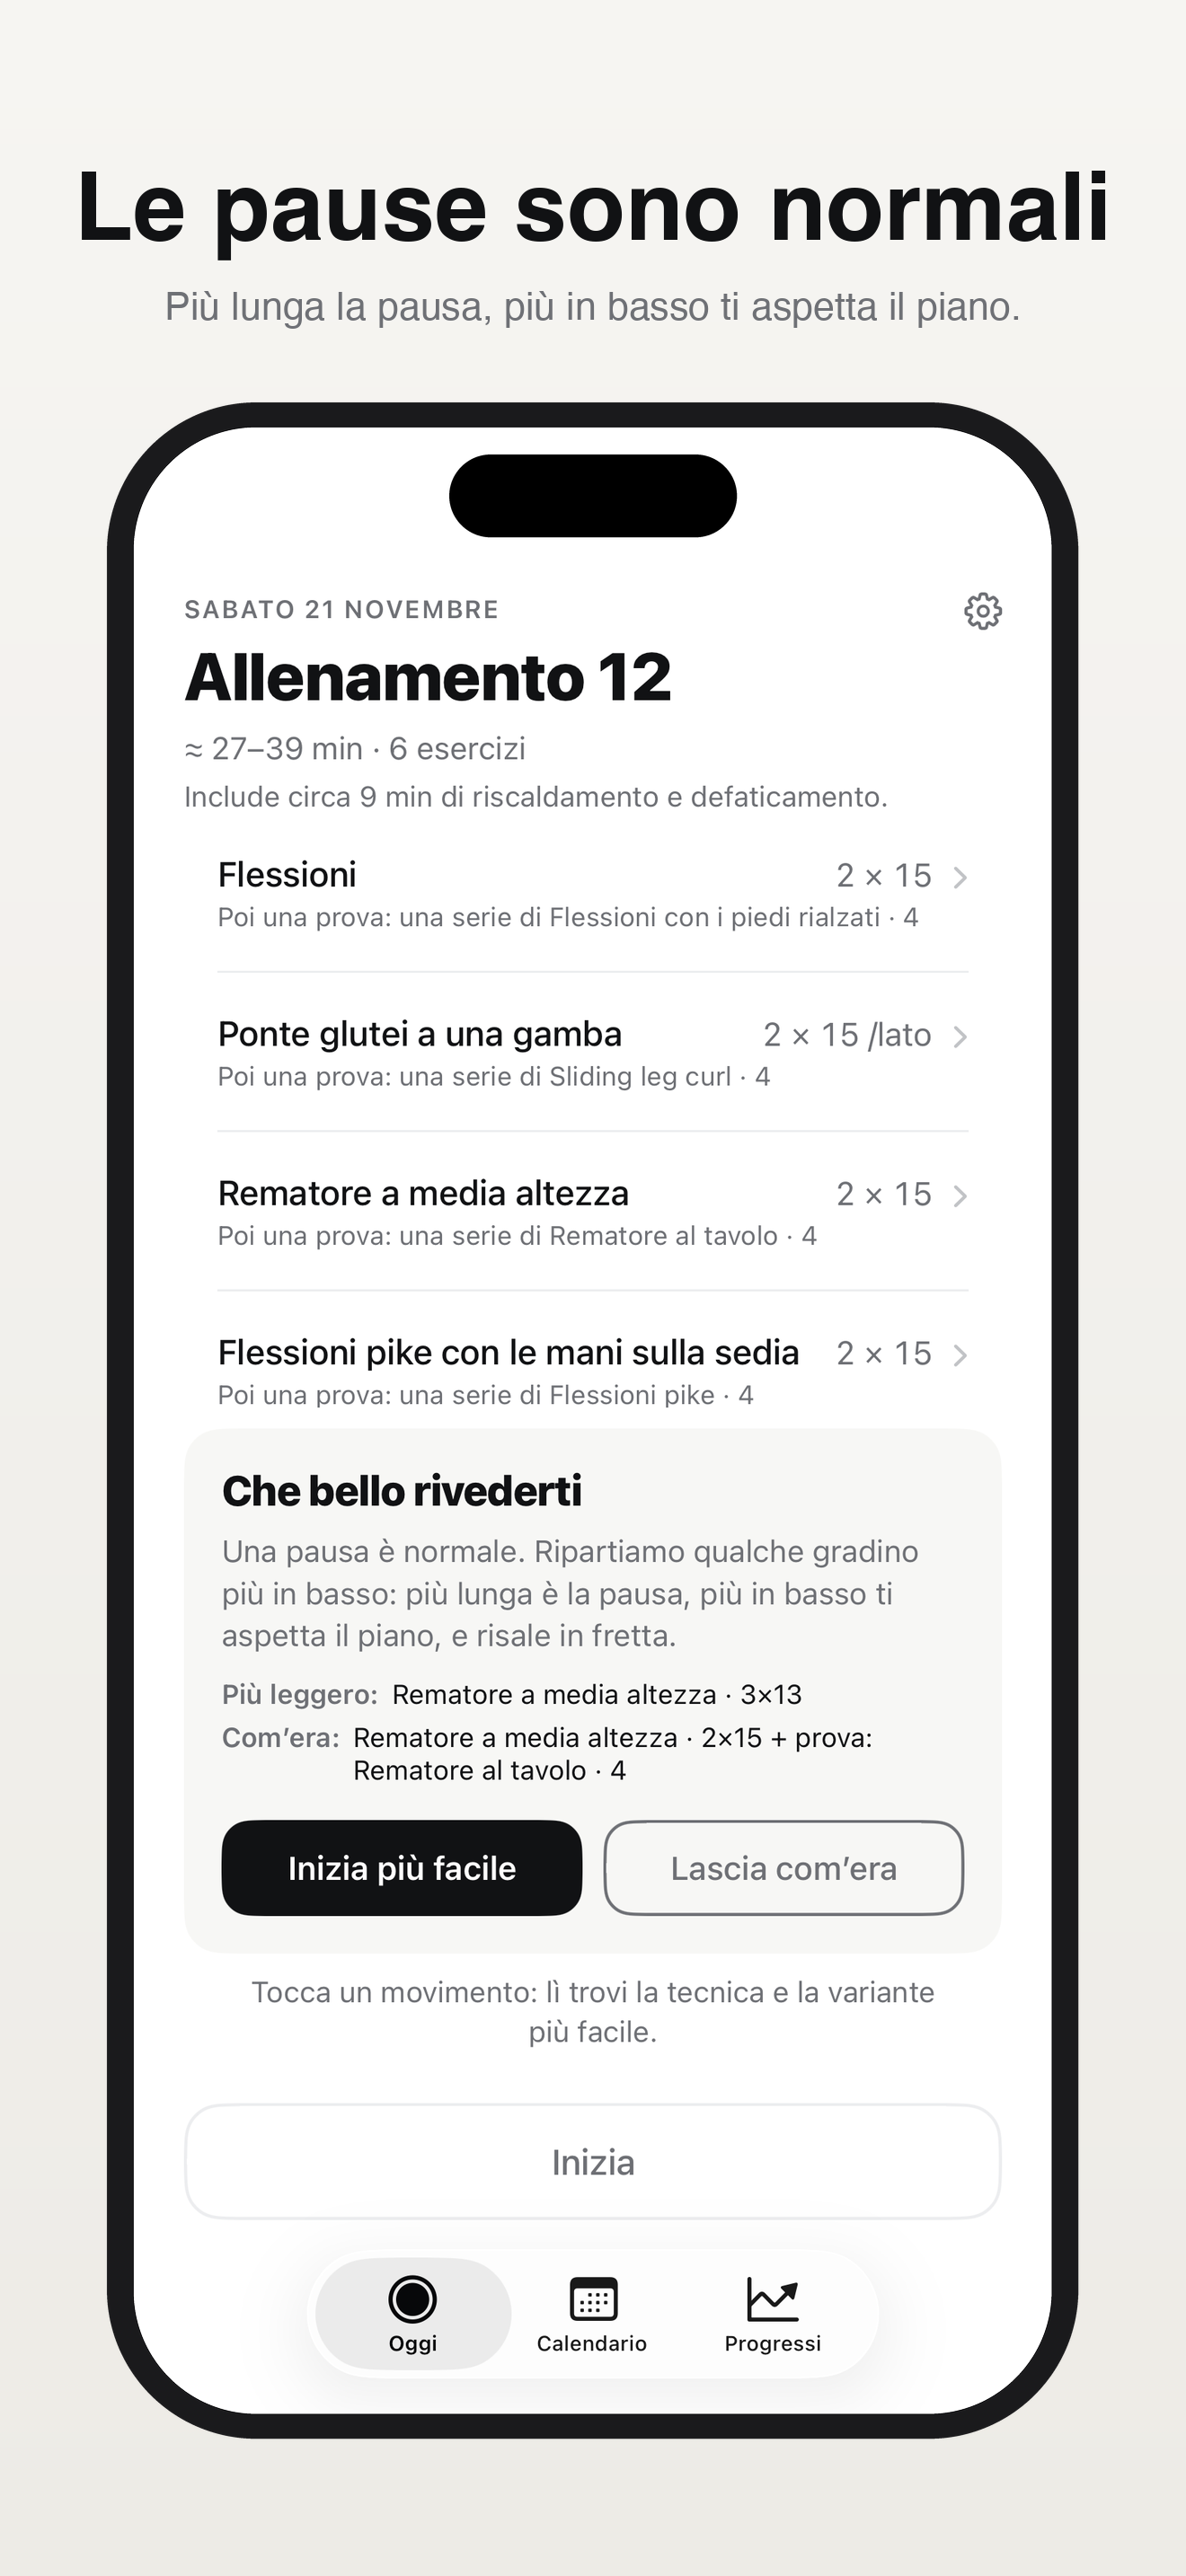 Le pause sono normali
Più lunga la pausa, più in basso ti aspetta il piano.
SABATO 21 NOVEMBRE
Allenamento 12
≈ 27–39 min · 6 esercizi
Include circa 9 min di riscaldamento e defaticamento.
Flessioni 2 × 15
Poi una prova: una serie di Flessioni con i piedi rialzati · 4
Ponte glutei a una gamba 2 × 15 /lato
Poi una prova: una serie di Sliding leg curl · 4
Rematore a media altezza 2 × 15
Poi una prova: una serie di Rematore al tavolo · 4
Flessioni pike con le mani sulla sedia 2 × 15
Poi una prova: una serie di Flessioni pike · 4
Che bello rivederti
Una pausa è normale. Ripartiamo qualche gradino
più in basso: più lunga è la pausa, più in basso ti
aspetta il piano, e risale in fretta.
Più leggero: Rematore a media altezza · 3×13
Com’era: Rematore a media altezza · 2×15 + prova:
Rematore al tavolo · 4
Inizia più facile Lascia com’era
Tocca un movimento: lì trovi la tecnica e la variante
più facile.
Inizia
Oggi Calendario Progressi